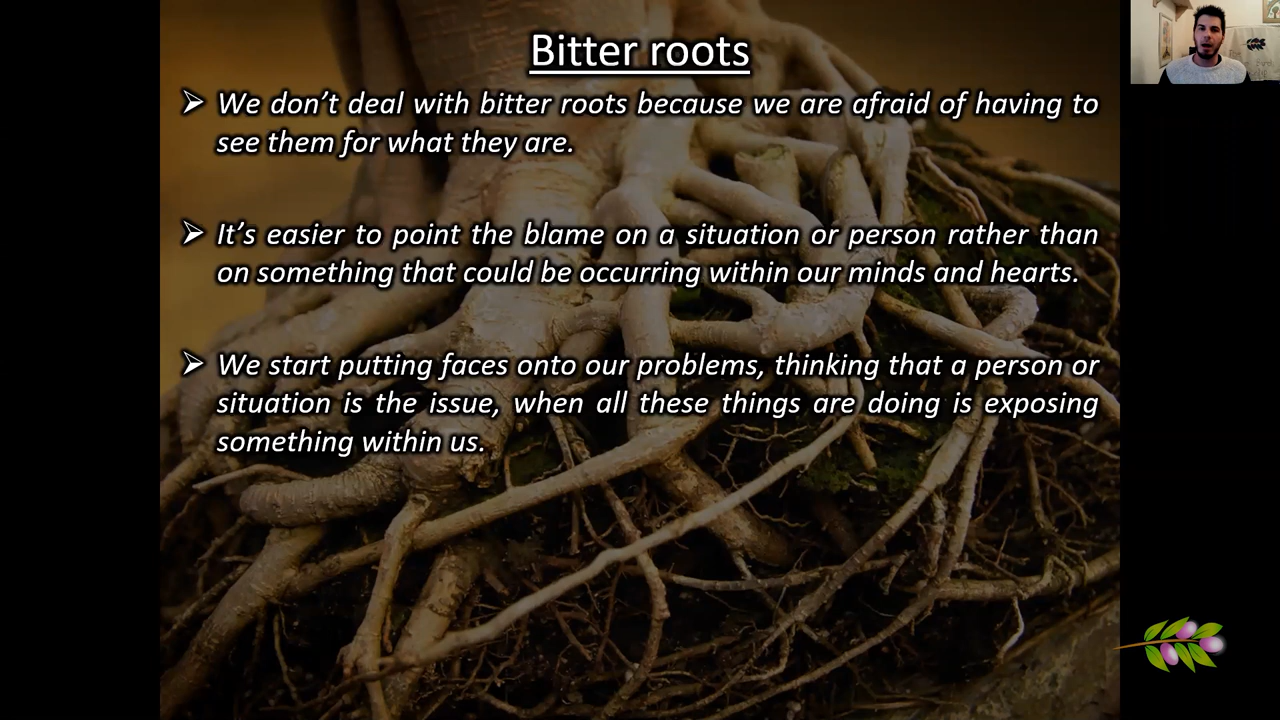 Bitter roots
➢ We don’t deal with bitter roots because we are afraid of having to
see them for what they are.
➢ It’s easier to point the blame on a situation or person rather than
on something that could be occurring within our minds and hearts.
➢ We start putting faces onto our problems, thinking that a person or
situation is the issue, when all these things are doing is exposing
something within us.